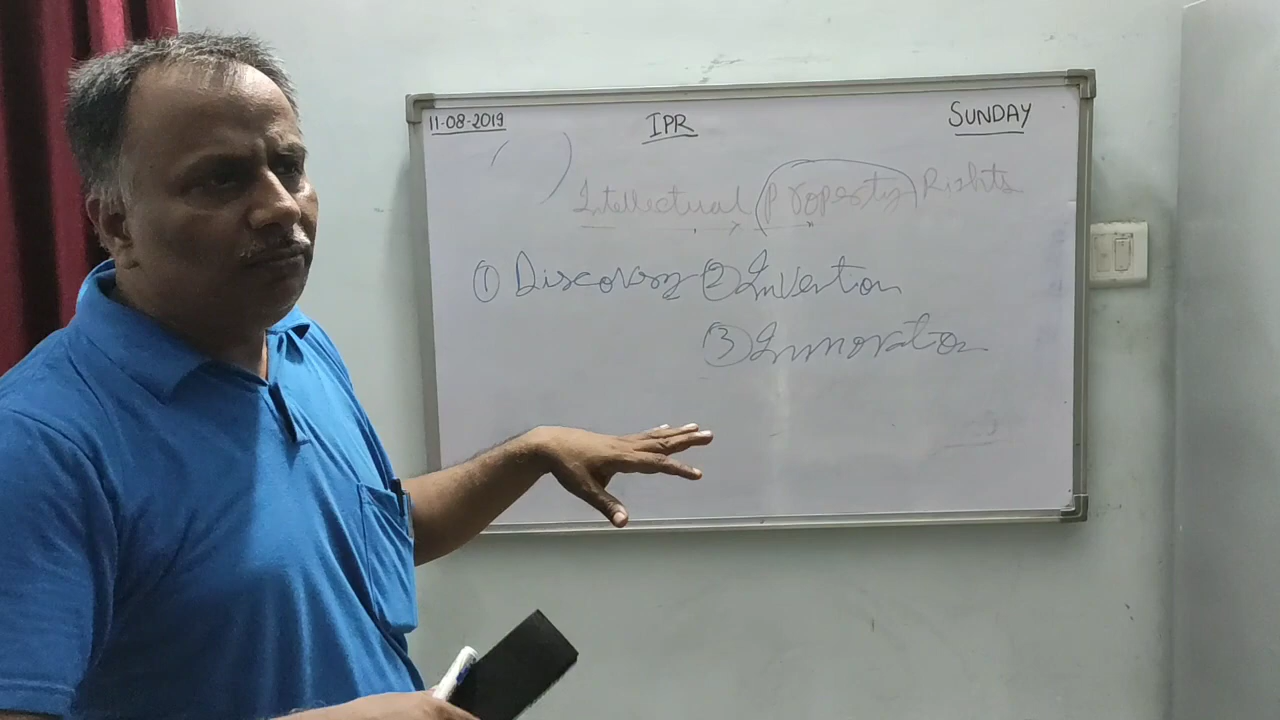 11-08-2019 IPR SUNDAY
Intellectual Property Rights
① Discovery ② Invention
③ Innovation